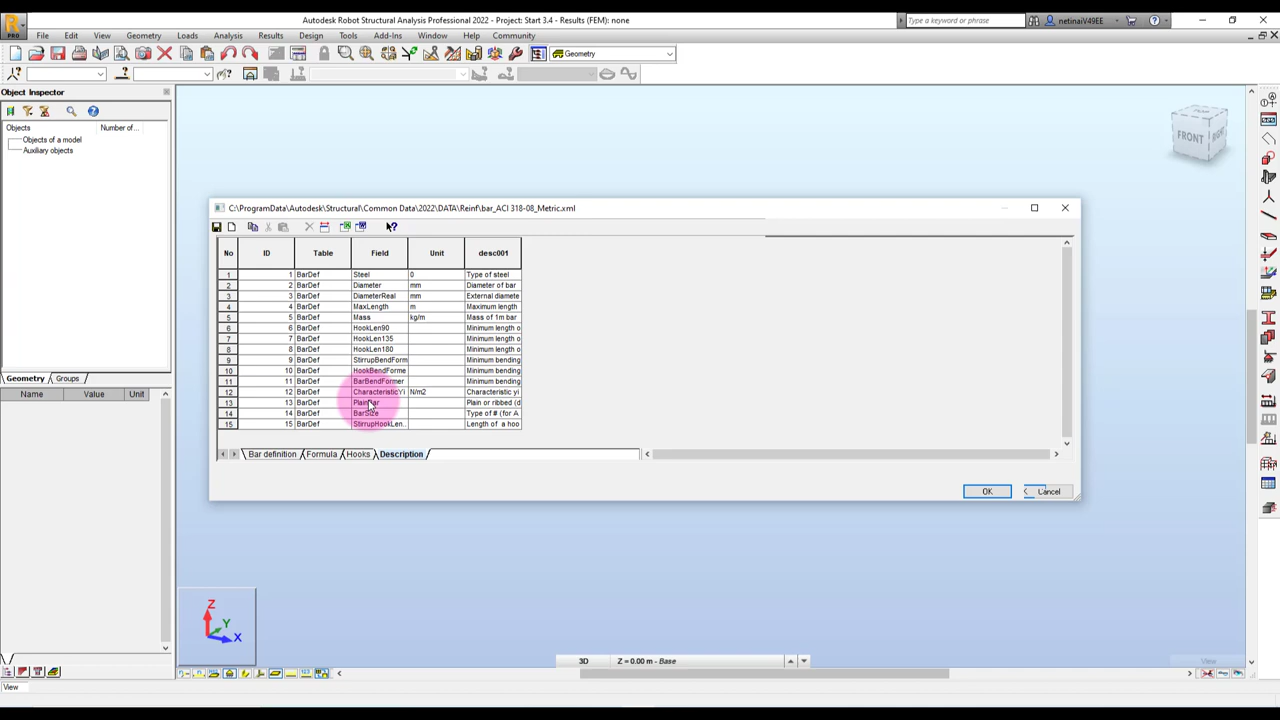 Autodesk Robot Structural Analysis Professional 2022 - Project: Start 3.4 - Results (FEM): none
Type a keyword or phrase
netinaiV49EE
PRO
File Edit View Geometry Loads Analysis Results Design Tools Add-Ins Window Help Community
Geometry
Object Inspector
Objects Number of...
Objects of a model
Auxiliary objects
Geometry Groups
Name Value Unit
FRONT RIGHT
C:\ProgramData\Autodesk\Structural\Common Data\2022\DATA\Reinf\bar_ACI 318-08_Metric.xml
No ID Table Field Unit desc001
1 1 BarDef Steel 0 Type of steel
2 2 BarDef Diameter mm Diameter of bar
3 3 BarDef DiameterReal mm External diamete
4 4 BarDef MaxLength m Maximum length
5 5 BarDef Mass kg/m Mass of 1m bar
6 6 BarDef HookLen90 Minimum length o
7 7 BarDef HookLen135 Minimum length o
8 8 BarDef HookLen180 Minimum length o
9 9 BarDef StirrupBendForm Minimum bending
10 10 BarDef HookBendForme Minimum bending
11 11 BarDef BarBendFormer Minimum bending
12 12 BarDef CharacteristicYi N/m2 Characteristic yi
13 13 BarDef PlainBar Plain or ribbed (d
14 14 BarDef BarSize Type of # (for A
15 15 BarDef StirrupHookLen.. Length of a hoo
Bar definition Formula Hooks Description
OK Cancel
Z
Y
X
3D Z = 0.00 m - Base
View
View